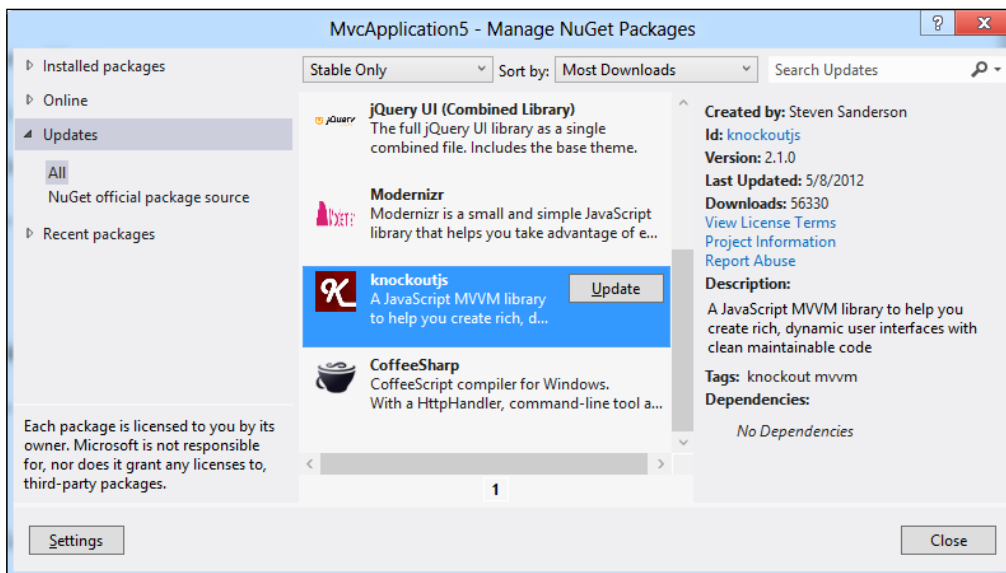 MvcApplication5 - Manage NuGet Packages
?
x
Installed packages
Online
Updates
All
NuGet official package source
Recent packages
Each package is licensed to you by its
owner. Microsoft is not responsible
for, nor does it grant any licenses to,
third-party packages.
Settings
Stable Only
Sort by: Most Downloads
Search Updates
jQuery
jQuery UI (Combined Library)
The full jQuery UI library as a single
combined file. Includes the base theme.
Modernizr
Modernizr is a small and simple JavaScript
library that helps you take advantage of e...
K
knockoutjs
A JavaScript MVVM library
to help you create rich, d...
Update
CoffeeSharp
CoffeeScript compiler for Windows.
With a HttpHandler, command-line tool a...
1
Created by: Steven Sanderson
Id: knockoutjs
Version: 2.1.0
Last Updated: 5/8/2012
Downloads: 56330
View License Terms
Project Information
Report Abuse
Description:
A JavaScript MVVM library to help you
create rich, dynamic user interfaces with
clean maintainable code
Tags: knockout mvvm
Dependencies:
No Dependencies
Close